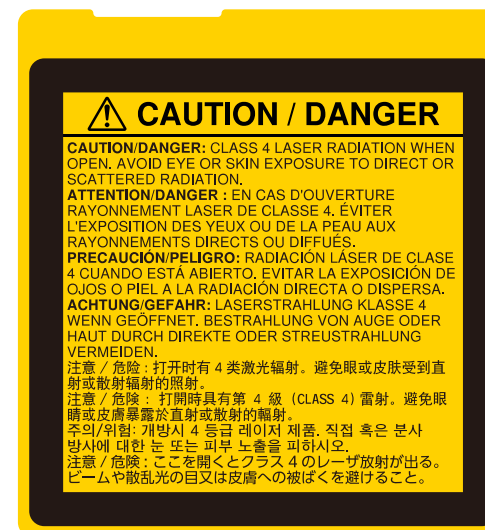 CAUTION / DANGER
CAUTION/DANGER: CLASS 4 LASER RADIATION WHEN
OPEN. AVOID EYE OR SKIN EXPOSURE TO DIRECT OR
SCATTERED RADIATION.
ATTENTION/DANGER : EN CAS D'OUVERTURE
RAYONNEMENT LASER DE CLASSE 4. ÉVITER
L'EXPOSITION DES YEUX OU DE LA PEAU AUX
RAYONNEMENTS DIRECTS OU DIFFUÉS.
PRECAUCIÓN/PELIGRO: RADIACIÓN LÁSER DE CLASE
4 CUANDO ESTÁ ABIERTO. EVITAR LA EXPOSICIÓN DE
OJOS O PIEL A LA RADIACIÓN DIRECTA O DISPERSA.
ACHTUNG/GEFAHR: LASERSTRAHLUNG KLASSE 4
WENN GEÖFFNET. BESTRAHLUNG VON AUGE ODER
HAUT DURCH DIREKTE ODER STREUSTRAHLUNG
VERMEIDEN.
注意 / 危险 : 打开时有 4 类激光辐射。避免眼或皮肤受到直
射或散射辐射的照射。
注意 / 危險 : 打開時具有第 4 級 (CLASS 4) 雷射。避免眼
睛或皮膚暴露於直射或散射的輻射。
주의/위험: 개방시 4 등급 레이저 제품. 직접 혹은 분사
방사에 대한 눈 또는 피부 노출을 피하시오.
注意 / 危険 : ここを開くとクラス 4 のレーザ放射が出る。
ビームや散乱光の目又は皮膚への被ばくを避けること。